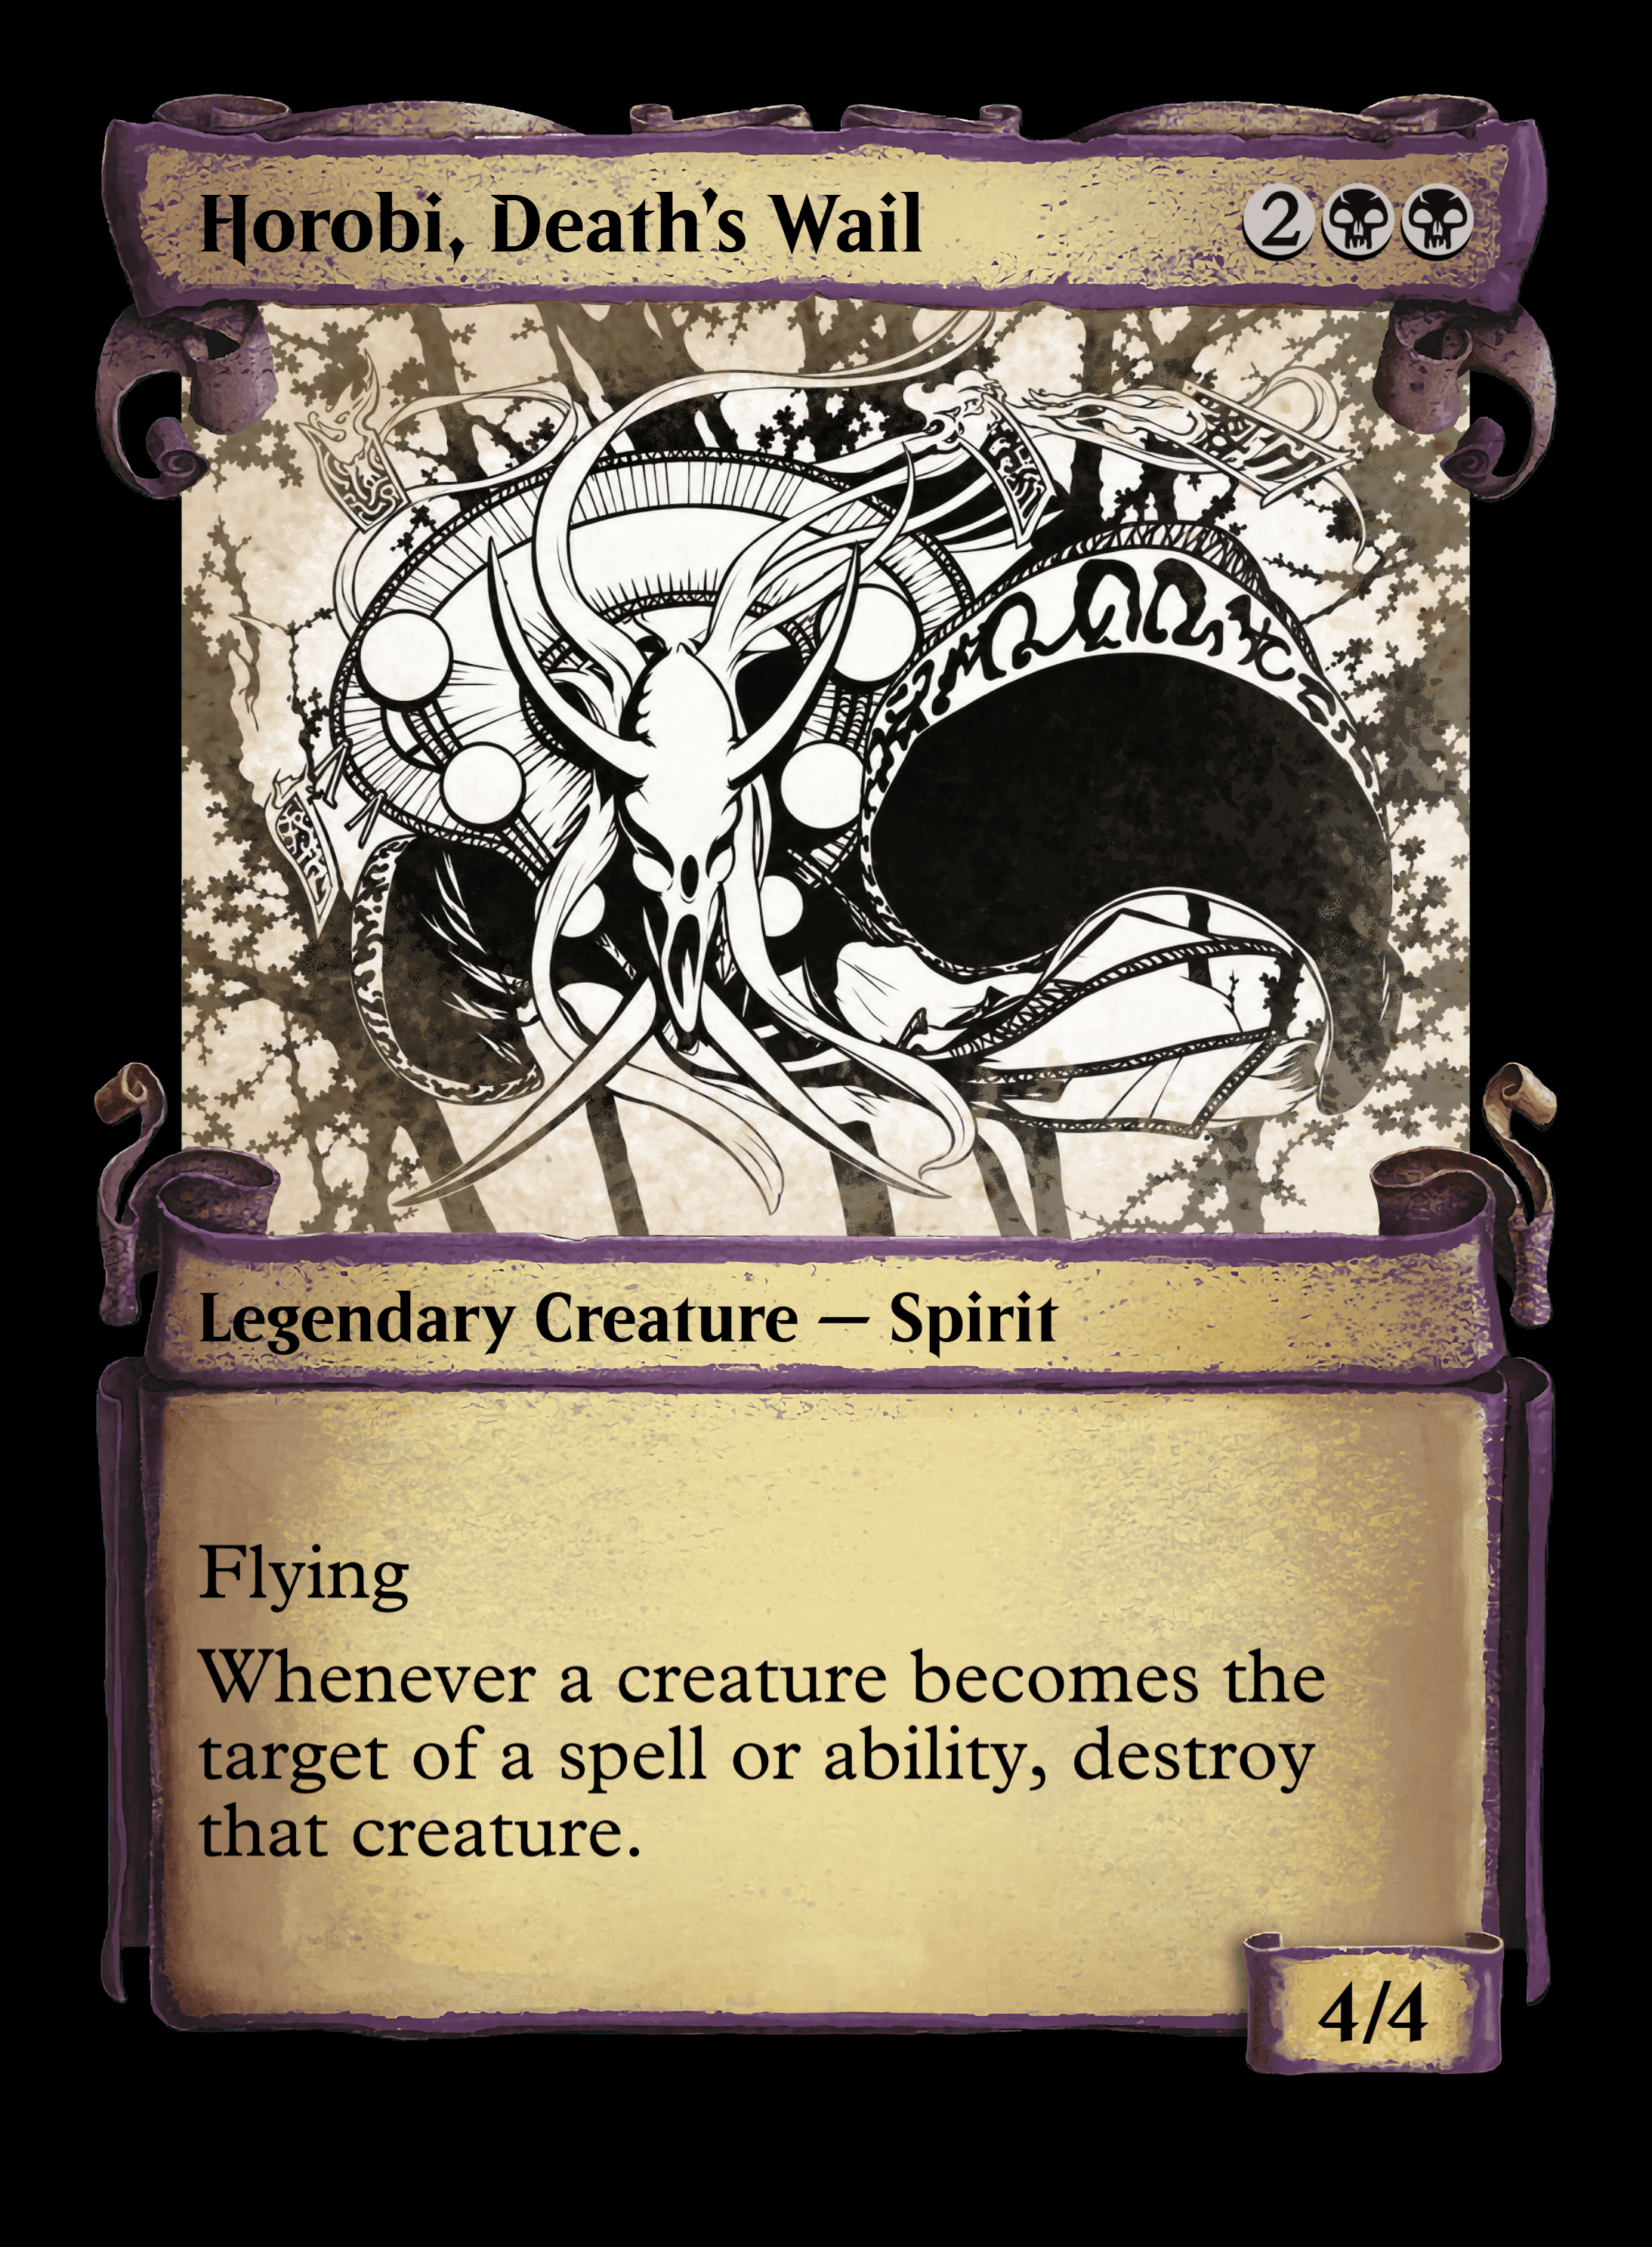 Horobi, Death's Wail 2
Legendary Creature — Spirit
Flying
Whenever a creature becomes the
target of a spell or ability, destroy
that creature.
4/4